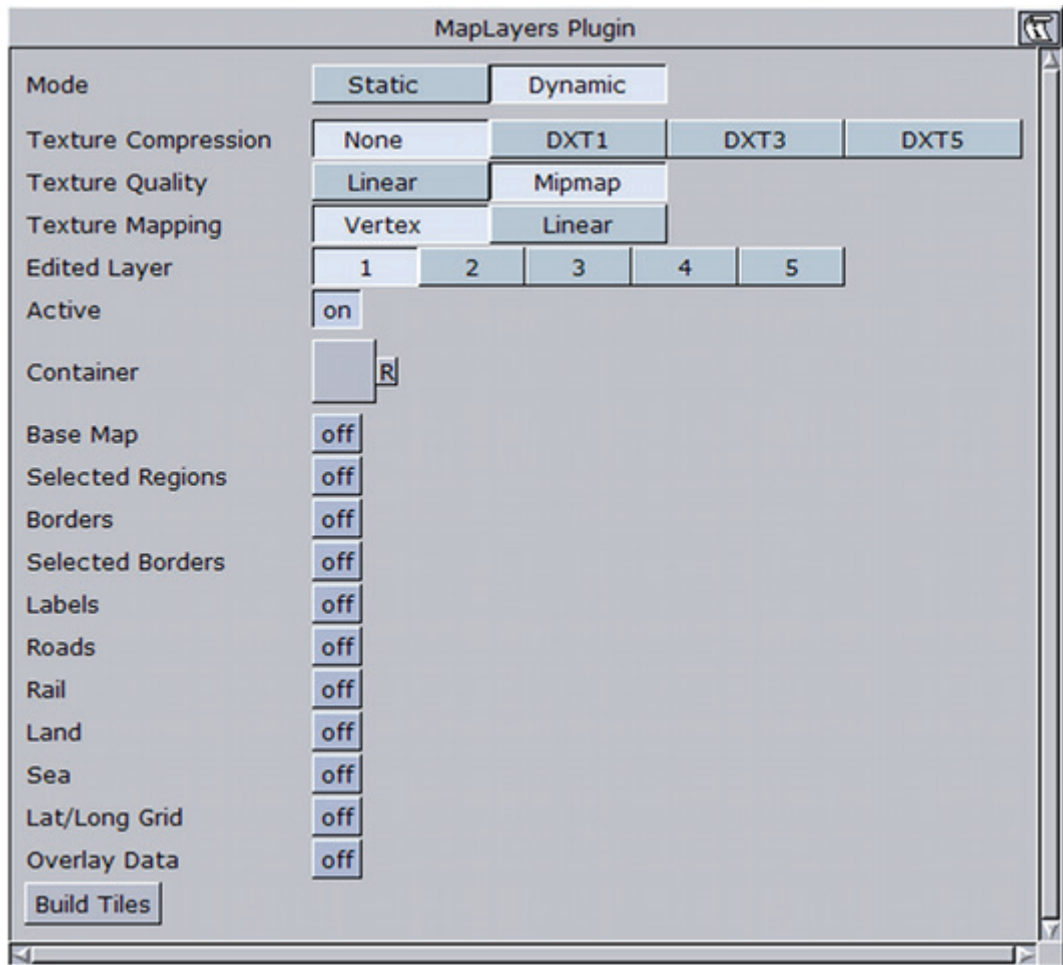 MapLayers Plugin
Mode Static Dynamic
Texture Compression None DXT1 DXT3 DXT5
Texture Quality Linear Mipmap
Texture Mapping Vertex Linear
Edited Layer 1 2 3 4 5
Active on
Container R
Base Map off
Selected Regions off
Borders off
Selected Borders off
Labels off
Roads off
Rail off
Land off
Sea off
Lat/Long Grid off
Overlay Data off
Build Tiles